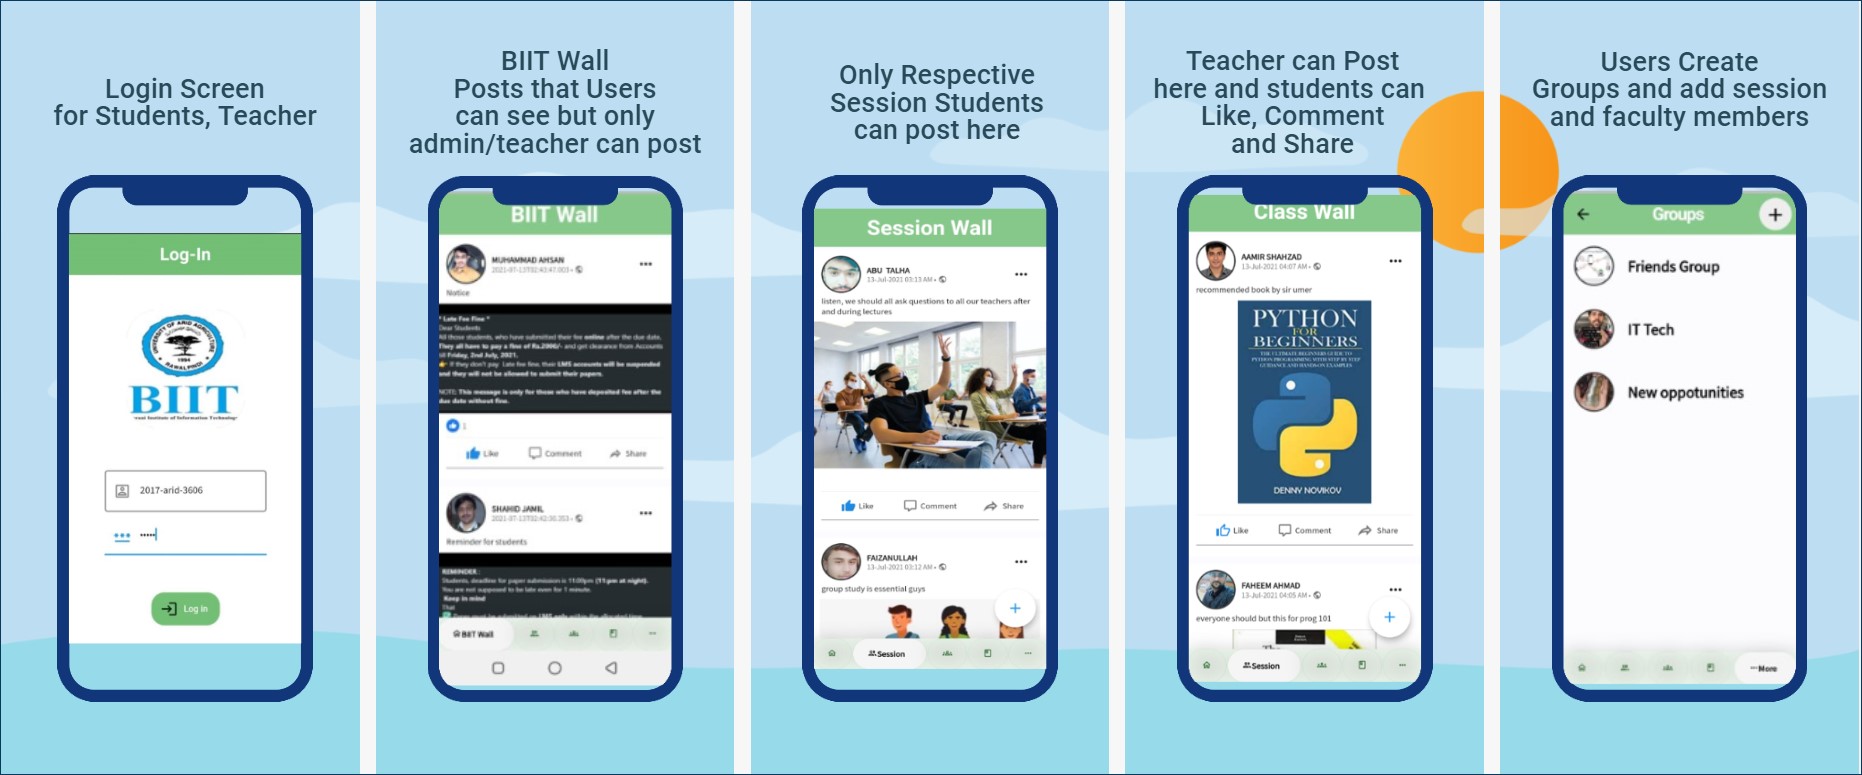 Login Screen
for Students, Teacher
Log-In
UNIVERSITY OF ARID AGRICULTURE
1994
RAWALPINDI
BIIT
Institute of Information Technology
2017-arid-3606
•••••
Log in
BIIT Wall
Posts that Users
can see but only
admin/teacher can post
BIIT Wall
MUHAMMAD AHSAN
2021-07-13T02:43:47.003 •
Notice
* Late Fee Fine *
Dear Students
All those students, who have submitted their fee online after the due date.
They all have to pay a fine of Rs.2000/- and get clearance from Accounts
till Friday, 2nd July, 2021.
If they don't pay Late fee fine, their LMS accounts will be suspended
and they will not be allowed to submit their papers.
NOTE: This message is only for those who have deposited fee after the
due date without fine.
1
Like Comment Share
SHAHID JAMIL
2021-07-13T02:42:30.353 •
Reminder for students
REMINDER :
Students, deadline for paper submission is 11:00pm (11:pm at night).
You are not supposed to be late even for 1 minute.
Keep in mind
That
BIIT Wall
Only Respective
Session Students
can post here
Session Wall
ABU TALHA
13-Jul-2021 03:13 AM •
listen, we should all ask questions to all our teachers after
and during lectures
Like Comment Share
FAIZANULLAH
13-Jul-2021 03:12 AM •
group study is essential guys
+
Session
Teacher can Post
here and students can
Like, Comment
and Share
Class Wall
AAMIR SHAHZAD
13-Jul-2021 04:07 AM •
recommended book by sir umer
PYTHON
FOR
BEGINNERS
THE ULTIMATE BEGINNERS GUIDE TO
PYTHON PROGRAMMING WITH STEP BY STEP
GUIDANCE AND HANDS-ON EXAMPLES
DENNY NOVIKOV
Like Comment Share
FAHEEM AHMAD
13-Jul-2021 04:05 AM •
everyone should but this for prog 101
+
Session
Users Create
Groups and add session
and faculty members
Groups
+
Friends Group
IT Tech
New oppotunities
More